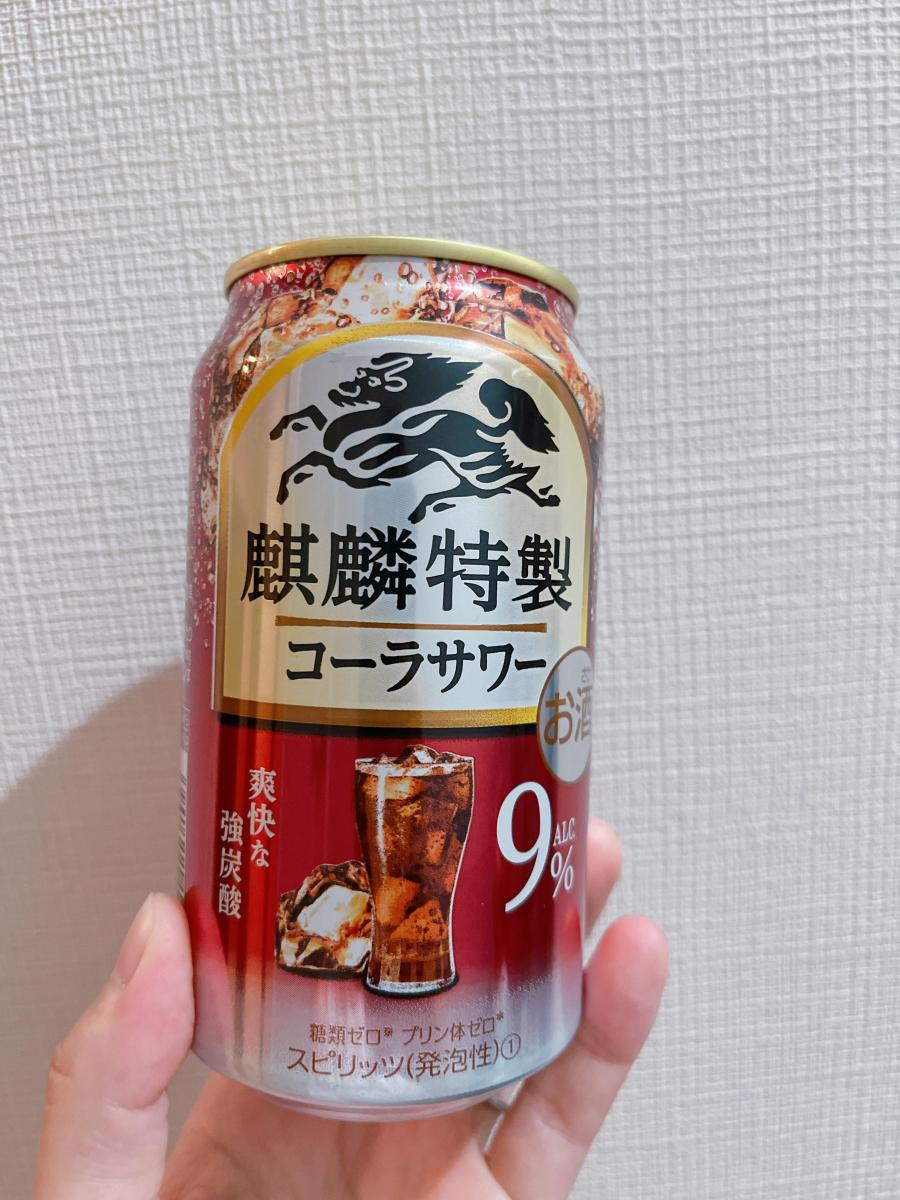 麒麟特製
コーラサワー
お酒
爽快な
強炭酸
9
ALC.
%
糖類ゼロ※ プリン体ゼロ※
スピリッツ(発泡性)①